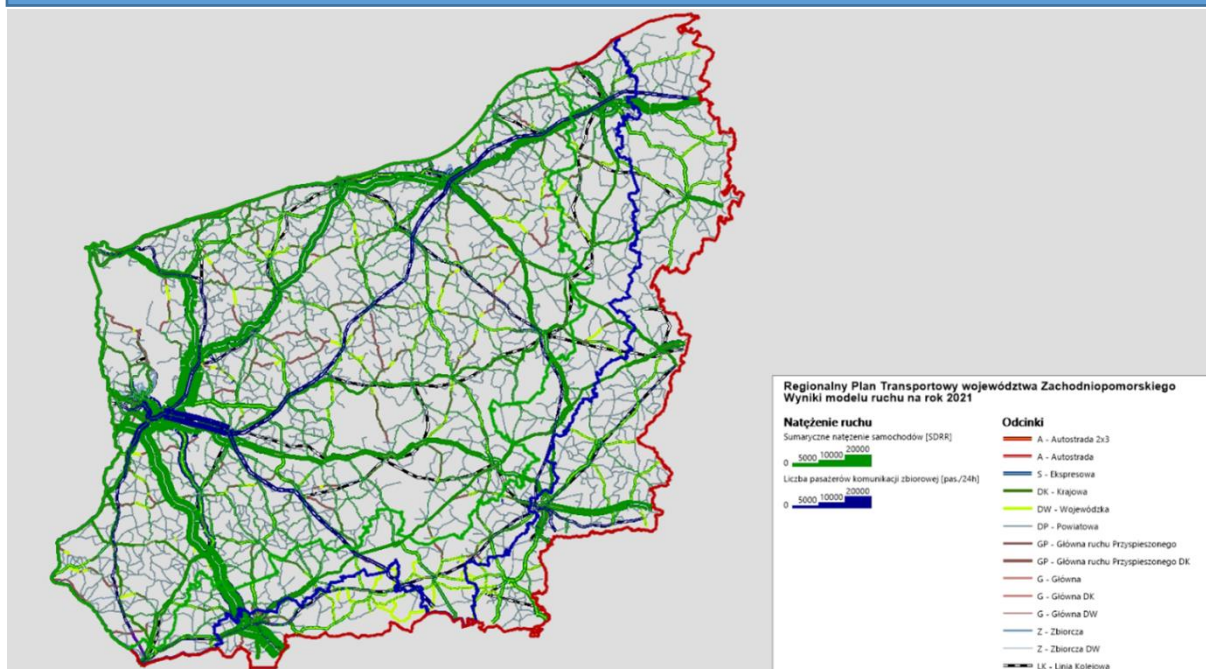 Regionalny Plan Transportowy województwa Zachodniopomorskiego
Wyniki modelu ruchu na rok 2021
Natężenie ruchu
Sumaryczne natężenie samochodów [SDRR]
0 5000 10000 20000
Liczba pasażerów komunikacji zbiorowej [pas./24h]
0 5000 10000 20000
Odcinki
A - Autostrada 2x3
A - Autostrada
S - Ekspresowa
DK - Krajowa
DW - Wojewódzka
DP - Powiatowa
GP - Główna ruchu Przyspieszonego
GP - Główna ruchu Przyspieszonego DK
G - Główna
G - Główna DK
G - Główna DW
Z - Zbiorcza
Z - Zbiorcza DW
LK - Linia Kolejowa